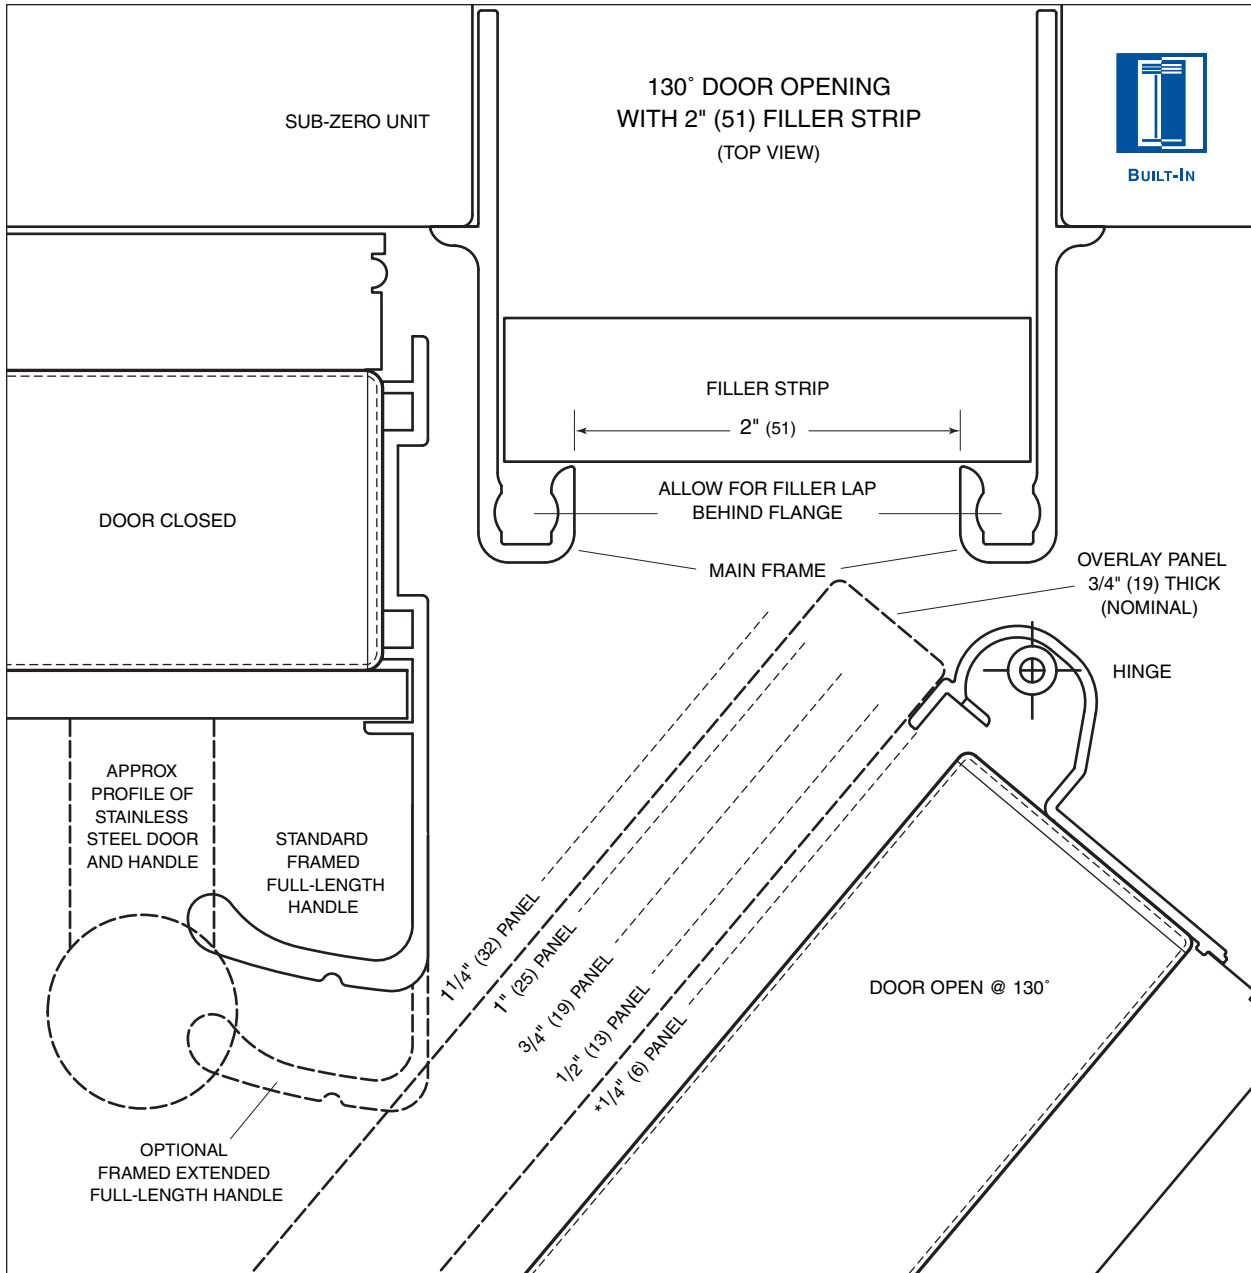 130˚ DOOR OPENING
WITH 2" (51) FILLER STRIP
(TOP VIEW)
SUB-ZERO UNIT
BUILT-IN
FILLER STRIP
2" (51)
ALLOW FOR FILLER LAP
BEHIND FLANGE
DOOR CLOSED
MAIN FRAME
OVERLAY PANEL
3/4" (19) THICK
(NOMINAL)
HINGE
APPROX
PROFILE OF
STAINLESS
STEEL DOOR
AND HANDLE
STANDARD
FRAMED
FULL-LENGTH
HANDLE
1 1/4" (32) PANEL
1" (25) PANEL
3/4" (19) PANEL
1/2" (13) PANEL
*1/4" (6) PANEL
DOOR OPEN @ 130˚
OPTIONAL
FRAMED EXTENDED
FULL-LENGTH HANDLE